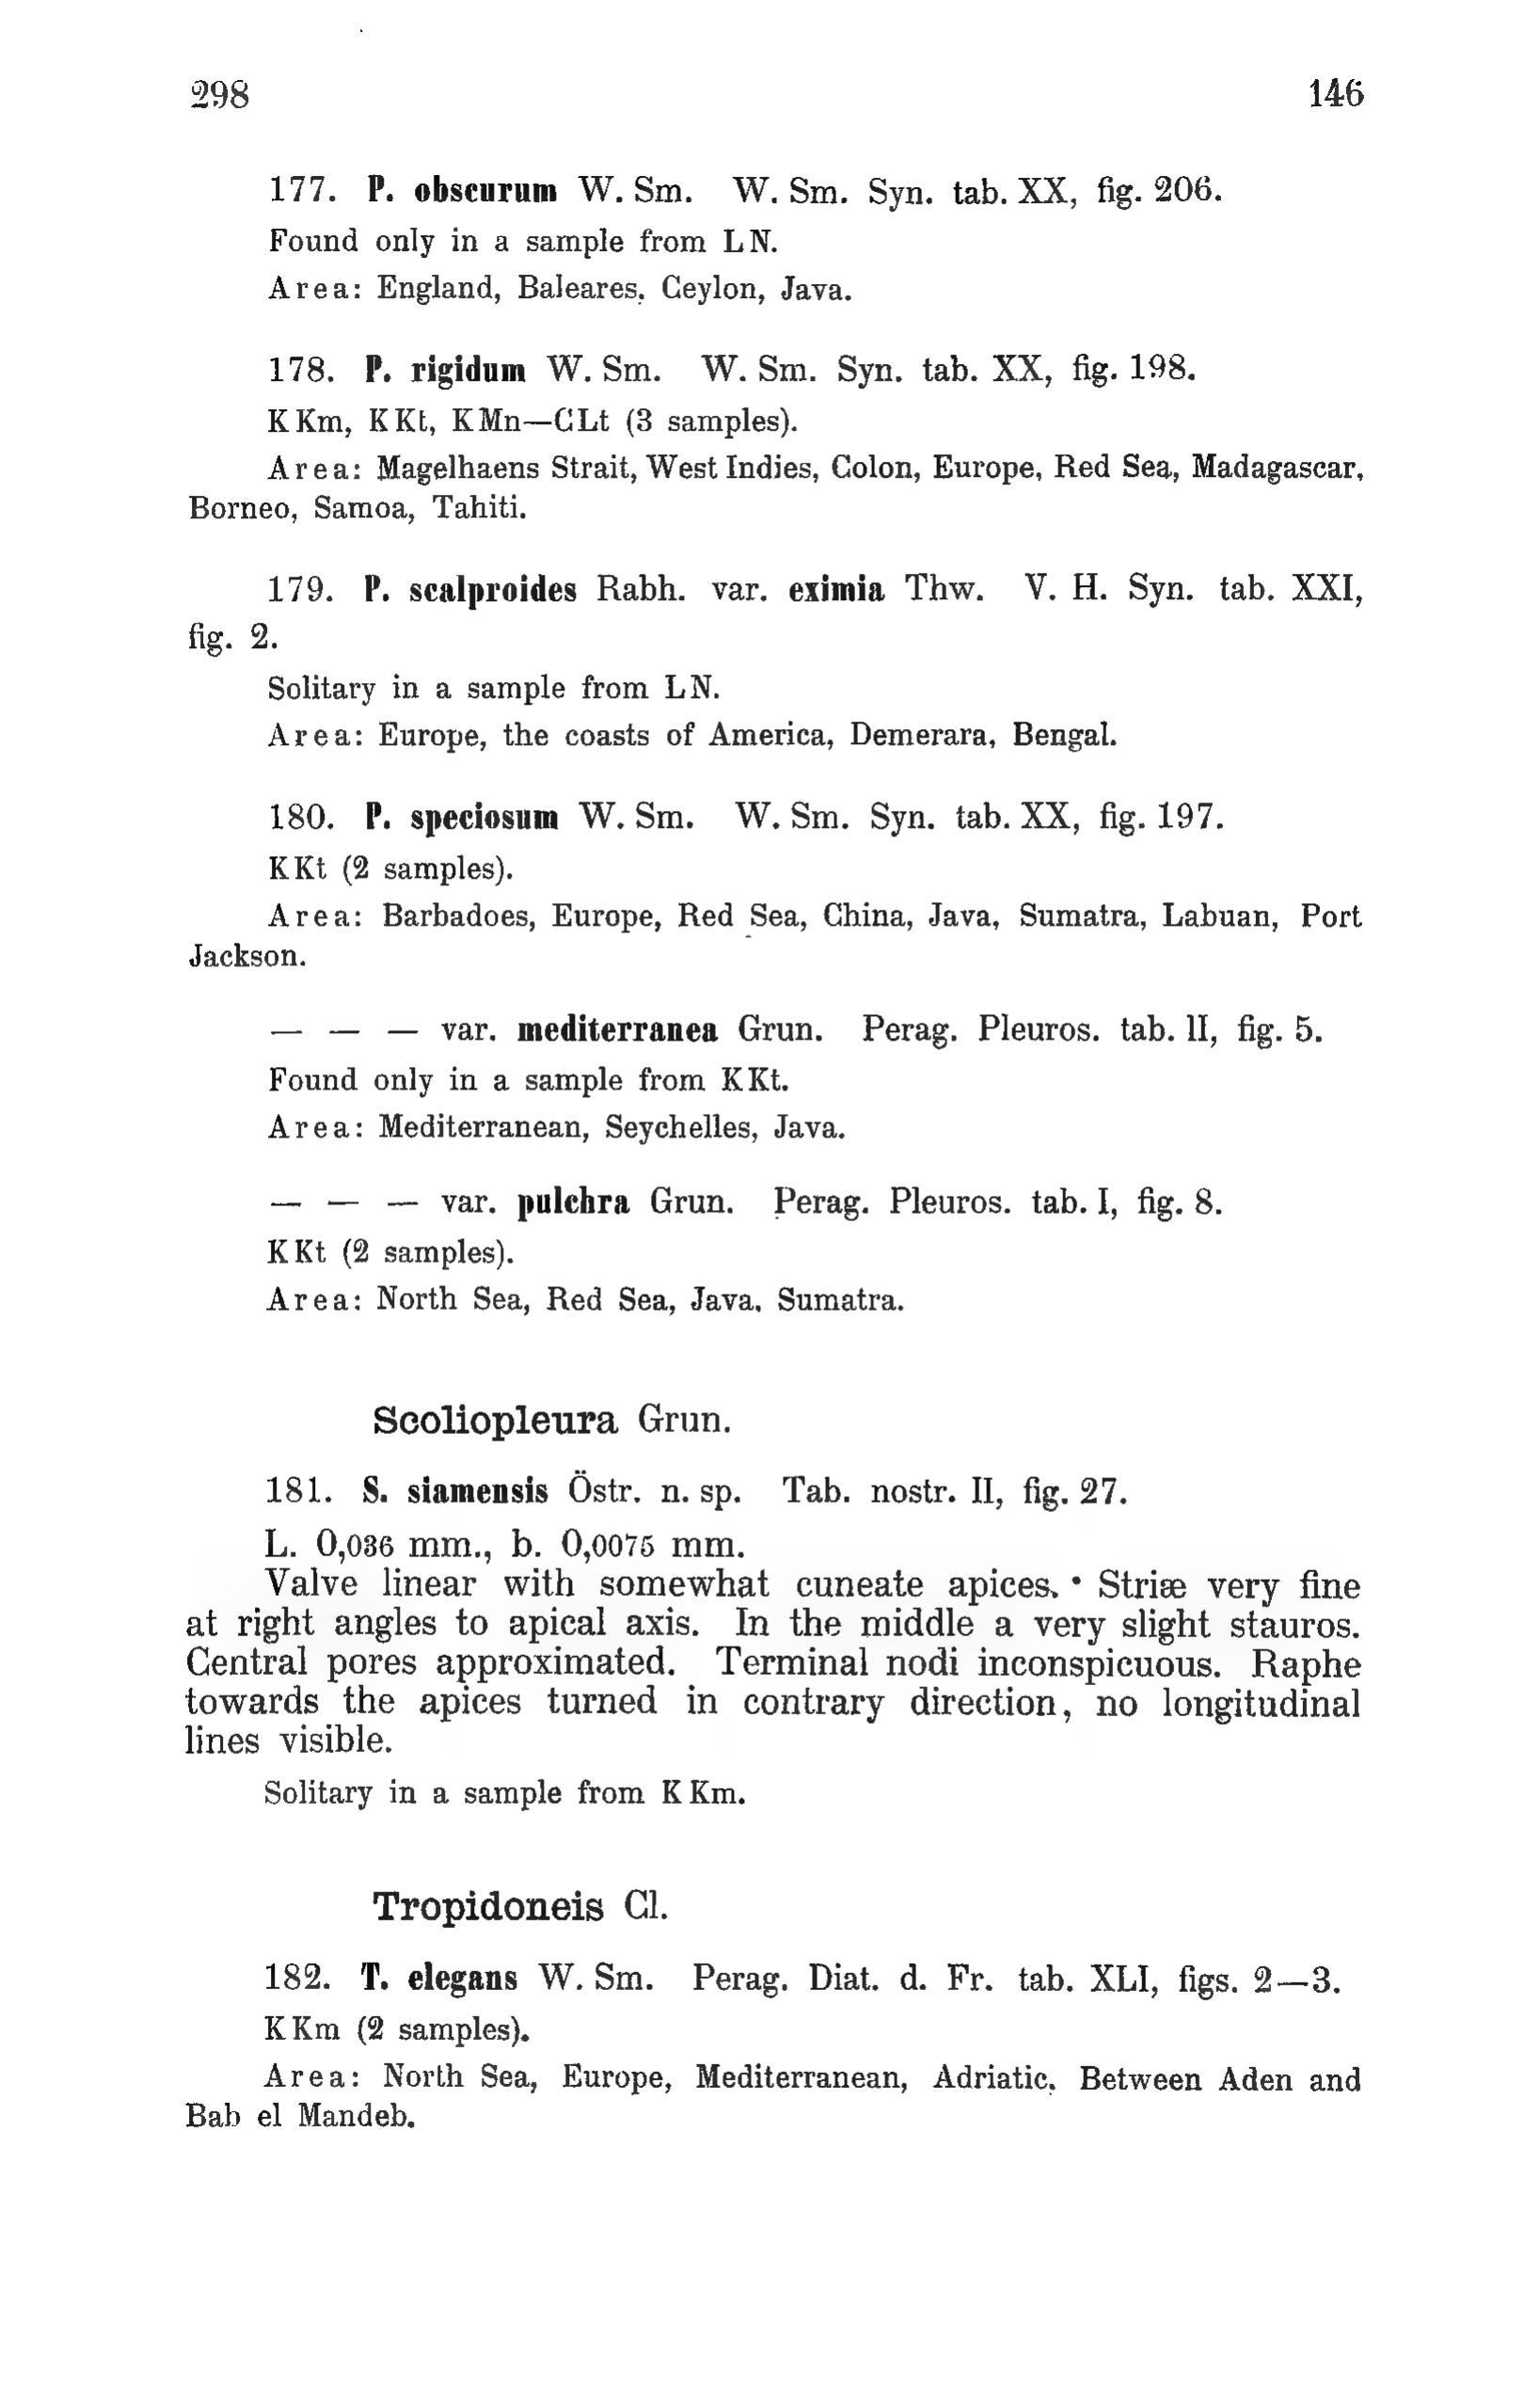 298 146
177. P. obscurum W. Sm. W. Sm. Syn. tab. XX, fig. 206.
Found only in a sample from LN.
Area: England, Baleares, Ceylon, Java.
178. P. rigidum W. Sm. W. Sm. Syn. tab. XX, fig. 198.
KKm, KKt, KMn—CLt (3 samples).
Area: Magelhaens Strait, West Indies, Colon, Europe, Red Sea, Madagascar,
Borneo, Samoa, Tahiti.
179. P. scalproides Rabh. var. eximia Thw. V. H. Syn. tab. XXI,
fig. 2.
Solitary in a sample from LN.
Area: Europe, the coasts of America, Demerara, Bengal.
180. P. speciosum W. Sm. W. Sm. Syn. tab. XX, fig. 197.
KKt (2 samples).
Area: Barbadoes, Europe, Red Sea, China, Java, Sumatra, Labuan, Port
Jackson.
— — — var. mediterranea Grun. Perag. Pleuros. tab. II, fig. 5.
Found only in a sample from KKt.
Area: Mediterranean, Seychelles, Java.
— — — var. pulchra Grun. Perag. Pleuros. tab. I, fig. 8.
KKt (2 samples).
Area: North Sea, Red Sea, Java, Sumatra.
Scoliopleura Grun.
181. S. siamensis Östr. n. sp. Tab. nostr. II, fig. 27.
L. 0,036 mm., b. 0,0075 mm.
Valve linear with somewhat cuneate apices. Striæ very fine
at right angles to apical axis. In the middle a very slight stauros.
Central pores approximated. Terminal nodi inconspicuous. Raphe
towards the apices turned in contrary direction, no longitudinal
lines visible.
Solitary in a sample from KKm.
Tropidoneis Cl.
182. T. elegans W. Sm. Perag. Diat. d. Fr. tab. XLI, figs. 2—3.
KKm (2 samples).
Area: North Sea, Europe, Mediterranean, Adriatic, Between Aden and
Bab el Mandeb.